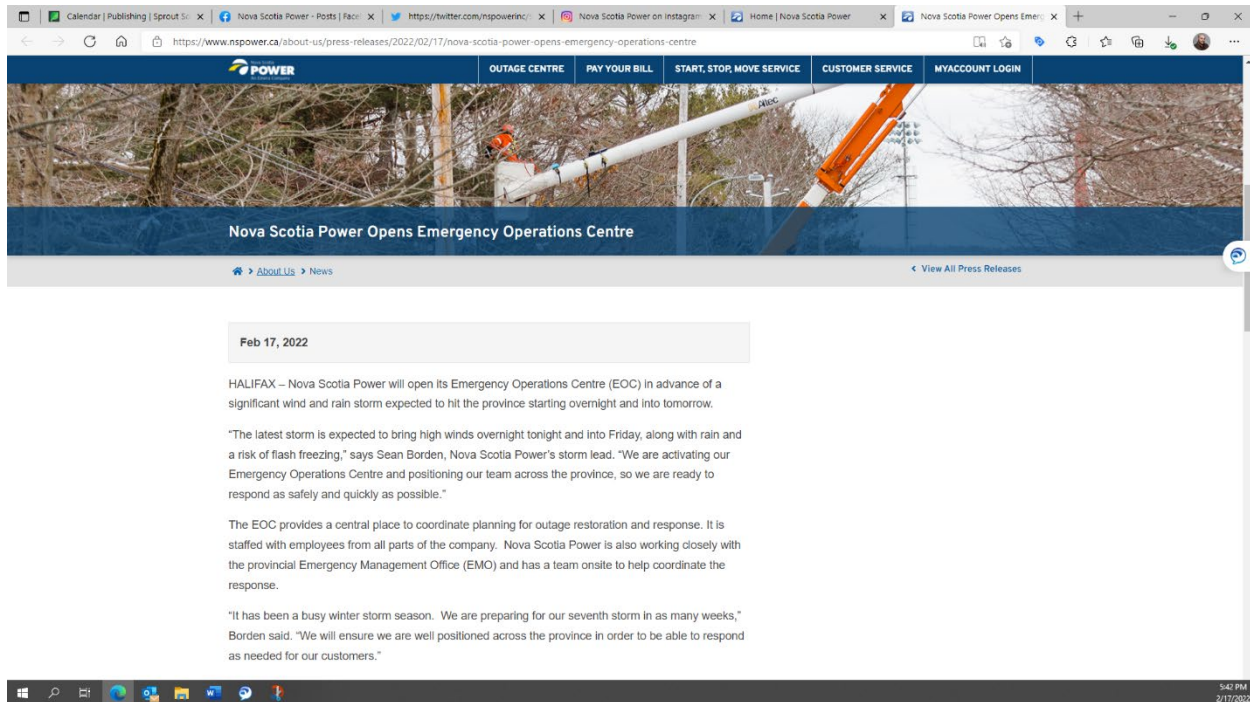 Calendar | Publishing | Sprout So
Nova Scotia Power - Posts | Face
https://twitter.com/nspowerinc/
Nova Scotia Power on Instagram
Home | Nova Scotia Power
Nova Scotia Power Opens Emerg
https://www.nspower.ca/about-us/press-releases/2022/02/17/nova-scotia-power-opens-emergency-operations-centre
POWER
OUTAGE CENTRE
PAY YOUR BILL
START, STOP, MOVE SERVICE
CUSTOMER SERVICE
MYACCOUNT LOGIN
Altec
Nova Scotia Power Opens Emergency Operations Centre
> About Us > News
View All Press Releases
Feb 17, 2022
HALIFAX – Nova Scotia Power will open its Emergency Operations Centre (EOC) in advance of a
significant wind and rain storm expected to hit the province starting overnight and into tomorrow.
“The latest storm is expected to bring high winds overnight tonight and into Friday, along with rain and
a risk of flash freezing,” says Sean Borden, Nova Scotia Power’s storm lead. “We are activating our
Emergency Operations Centre and positioning our team across the province, so we are ready to
respond as safely and quickly as possible.”
The EOC provides a central place to coordinate planning for outage restoration and response. It is
staffed with employees from all parts of the company.  Nova Scotia Power is also working closely with
the provincial Emergency Management Office (EMO) and has a team onsite to help coordinate the
response.
“It has been a busy winter storm season.  We are preparing for our seventh storm in as many weeks,”
Borden said. “We will ensure we are well positioned across the province in order to be able to respond
as needed for our customers.”
5:42 PM
2/17/2022